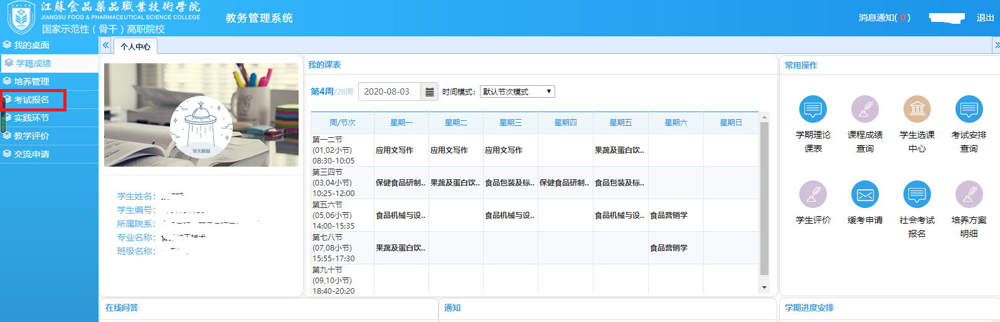 江蘇食品藥品職業技術學院
JIANGSU FOOD & PHARMACEUTICAL SCIENCE COLLEGE
国家示范性（骨干）高职院校
教务管理系统
消息通知( 0 )
退出
我的桌面
学籍成绩
培养管理
考试报名
实践环节
教学评价
交流申请
个人中心
暂无数据
学生姓名：
学生编号：
所属院系：
专业名称：
班级名称：
我的课表
第4周/28周
2020-08-03
时间模式：
默认节次模式
周/节次 星期一 星期二 星期三 星期四 星期五 星期六 星期日
第一二节
(01,02小节)
08:30-10:05
应用文写作 应用文写作 应用文写作 果蔬及蛋白饮..
第三四节
(03,04小节)
10:25-12:00
保健食品研制.. 果蔬及蛋白饮.. 食品包装及标.. 保健食品研制.. 食品包装及标..
第五六节
(05,06小节)
14:00-15:35
食品机械与设.. 食品机械与设.. 食品机械与设.. 食品营销学
第七八节
(07,08小节)
15:55-17:30
果蔬及蛋白饮.. 食品营销学
第九十节
(09,10小节)
18:40-20:20
常用操作
学期理论
课表
课程成绩
查询
学生选课
中心
考试安排
查询
学生评价
缓考申请
社会考试
报名
培养方案
明细
在线问答
通知
学期进度安排